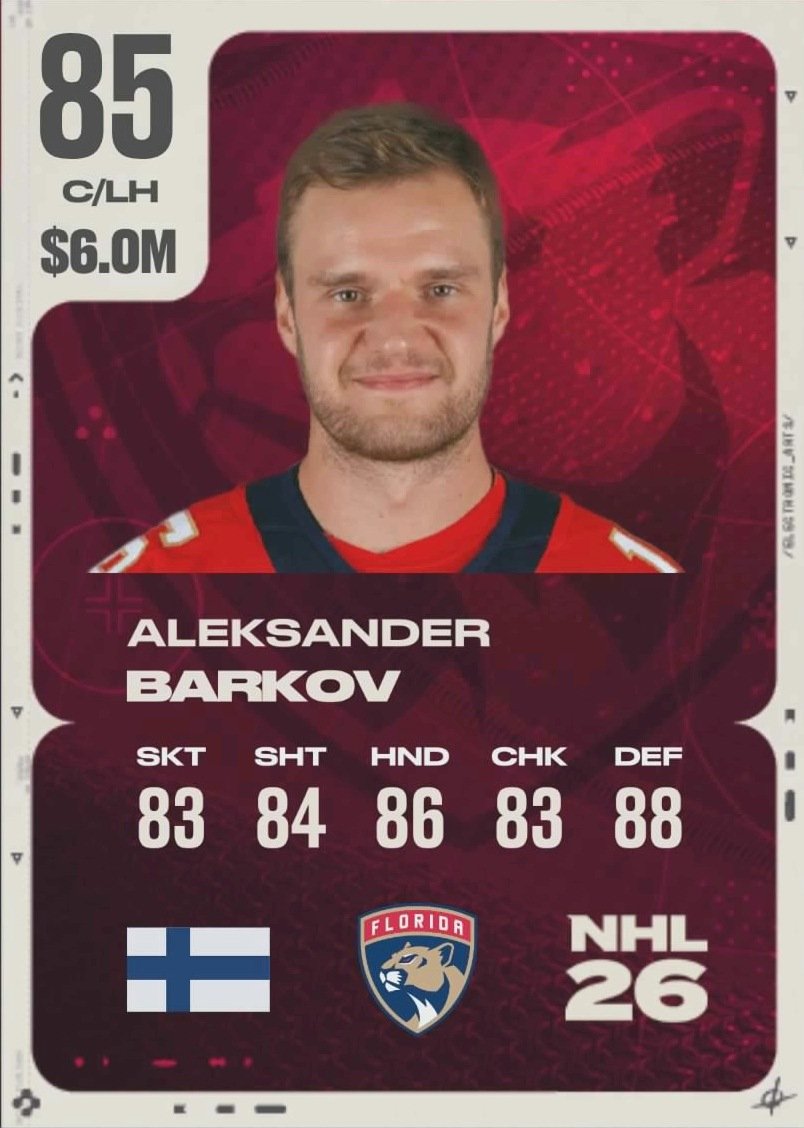 85
C/LH
$6.0M
/ELECTRONIC_ARTS/
ALEKSANDER
BARKOV
SKT SHT HND CHK DEF
83 84 86 83 88
FLORIDA
NHL
26